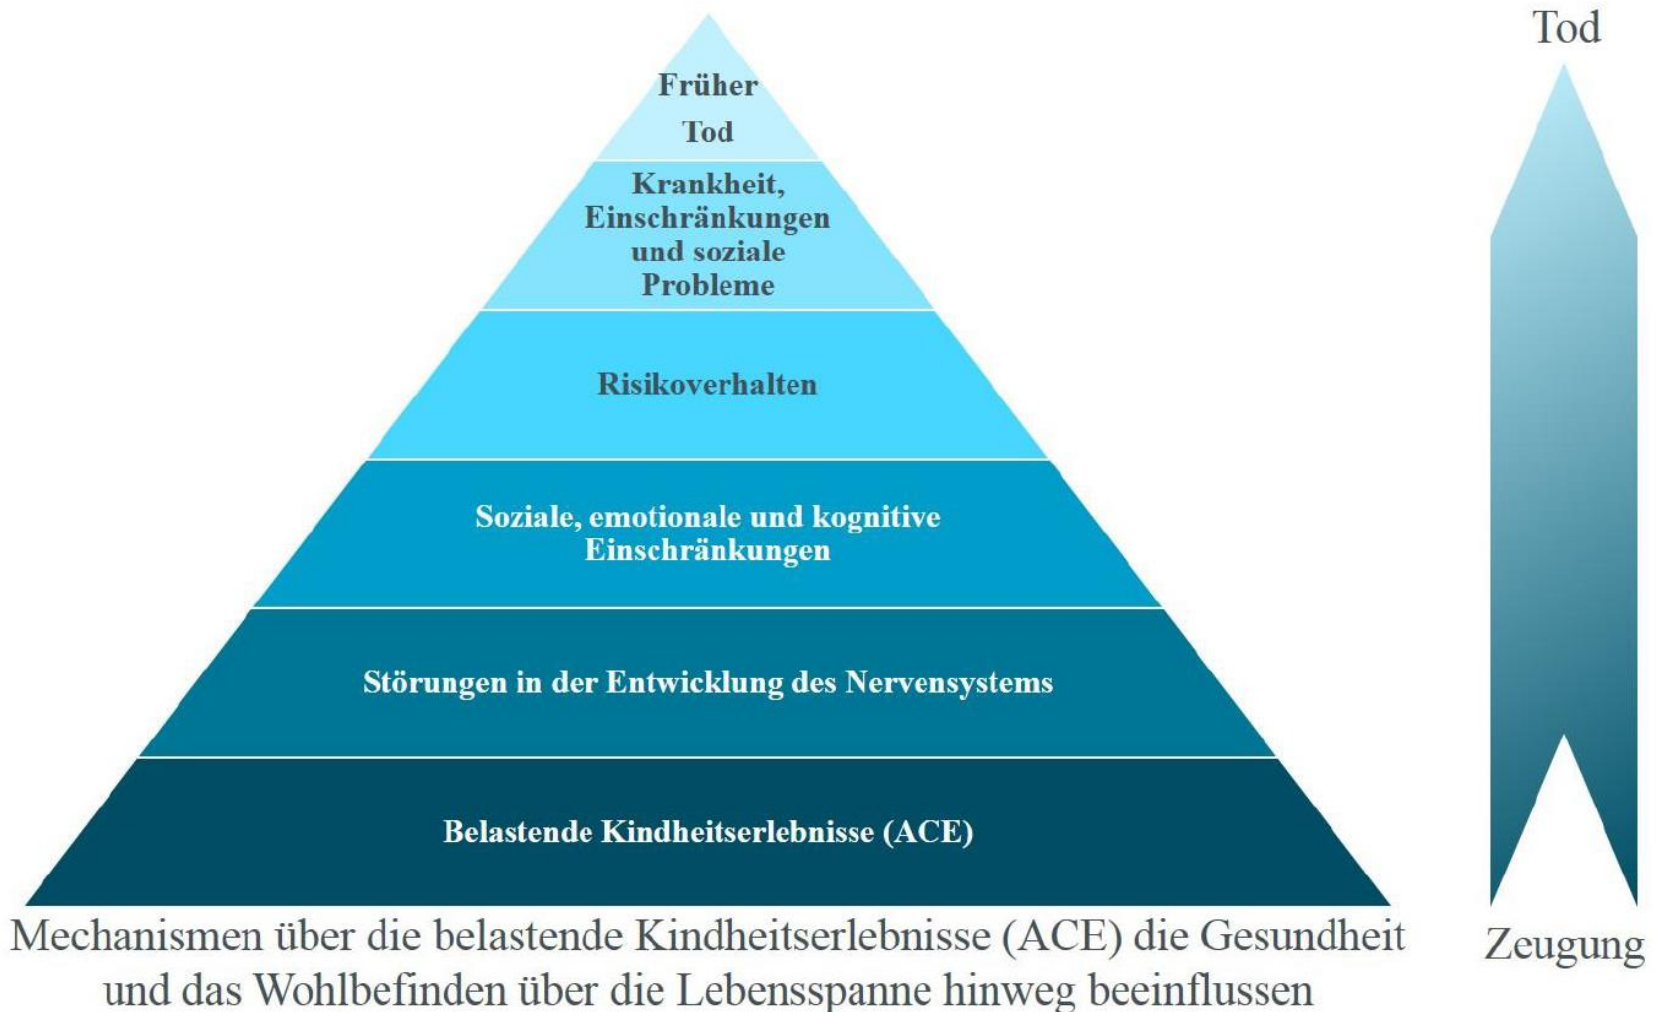 Tod
Früher
Tod
Krankheit,
Einschränkungen
und soziale
Probleme
Risikoverhalten
Soziale, emotionale und kognitive
Einschränkungen
Störungen in der Entwicklung des Nervensystems
Belastende Kindheitserlebnisse (ACE)
Mechanismen über die belastende Kindheitserlebnisse (ACE) die Gesundheit
und das Wohlbefinden über die Lebensspanne hinweg beeinflussen
Zeugung